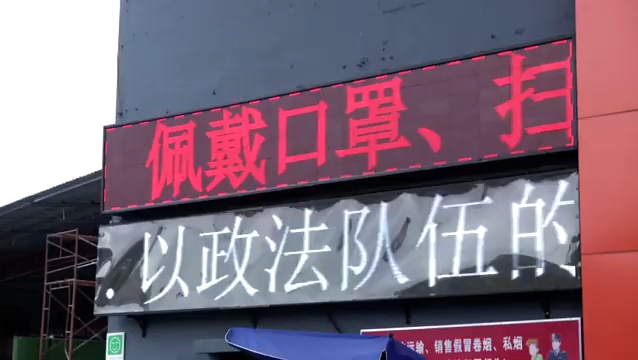 佩戴口罩、扫
.以政法队伍的
运输、销售假冒卷烟、私烟